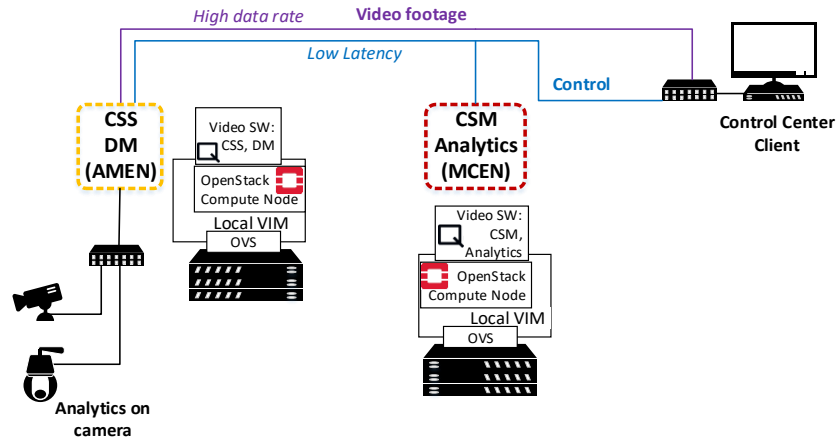 High data rate
Video footage
Low Latency
Control
CSS
DM
(AMEN)
Video SW:
CSS, DM
OpenStack
Compute Node
Local VIM
OVS
CSM
Analytics
(MCEN)
Video SW:
CSM,
Analytics
OpenStack
Compute Node
Local VIM
OVS
Control Center
Client
Analytics on
camera